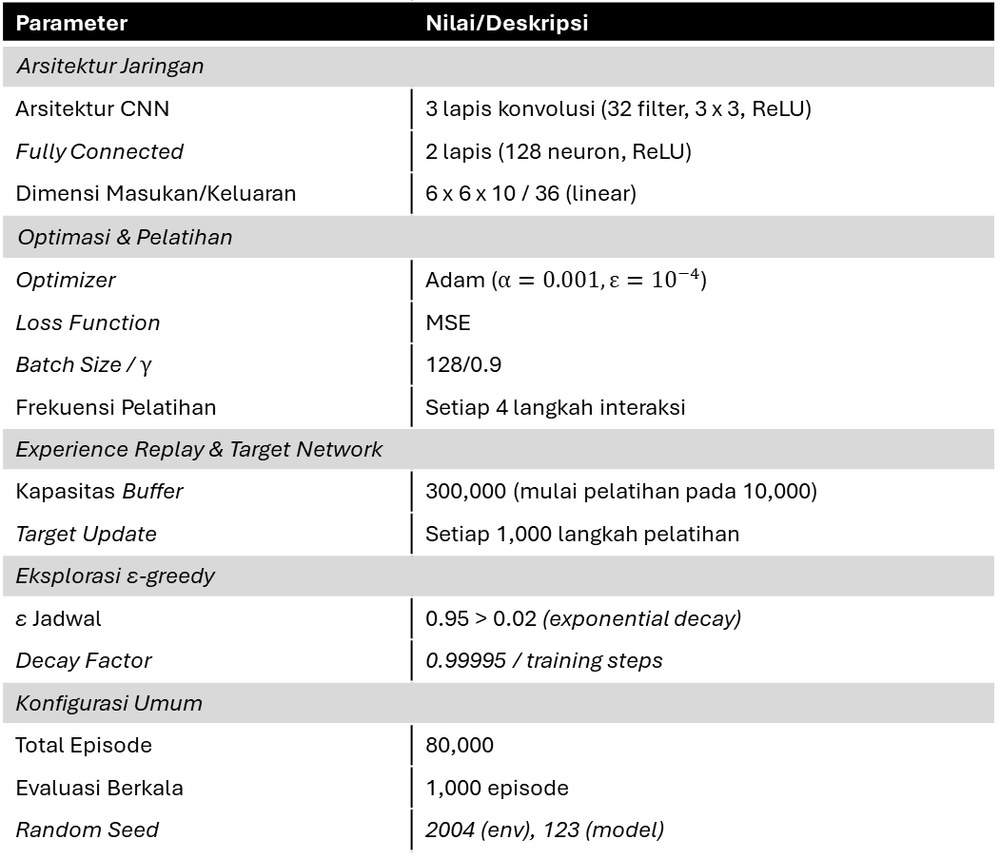 Parameter Nilai/Deskripsi
Arsitektur Jaringan
Arsitektur CNN 3 lapis konvolusi (32 filter, 3 x 3, ReLU)
Fully Connected 2 lapis (128 neuron, ReLU)
Dimensi Masukan/Keluaran 6 x 6 x 10 / 36 (linear)
Optimasi & Pelatihan
Optimizer Adam (α = 0.001, ε = 10⁻⁴)
Loss Function MSE
Batch Size / γ 128/0.9
Frekuensi Pelatihan Setiap 4 langkah interaksi
Experience Replay & Target Network
Kapasitas Buffer 300,000 (mulai pelatihan pada 10,000)
Target Update Setiap 1,000 langkah pelatihan
Eksplorasi ε-greedy
ε Jadwal 0.95 > 0.02 (exponential decay)
Decay Factor 0.99995 / training steps
Konfigurasi Umum
Total Episode 80,000
Evaluasi Berkala 1,000 episode
Random Seed 2004 (env), 123 (model)